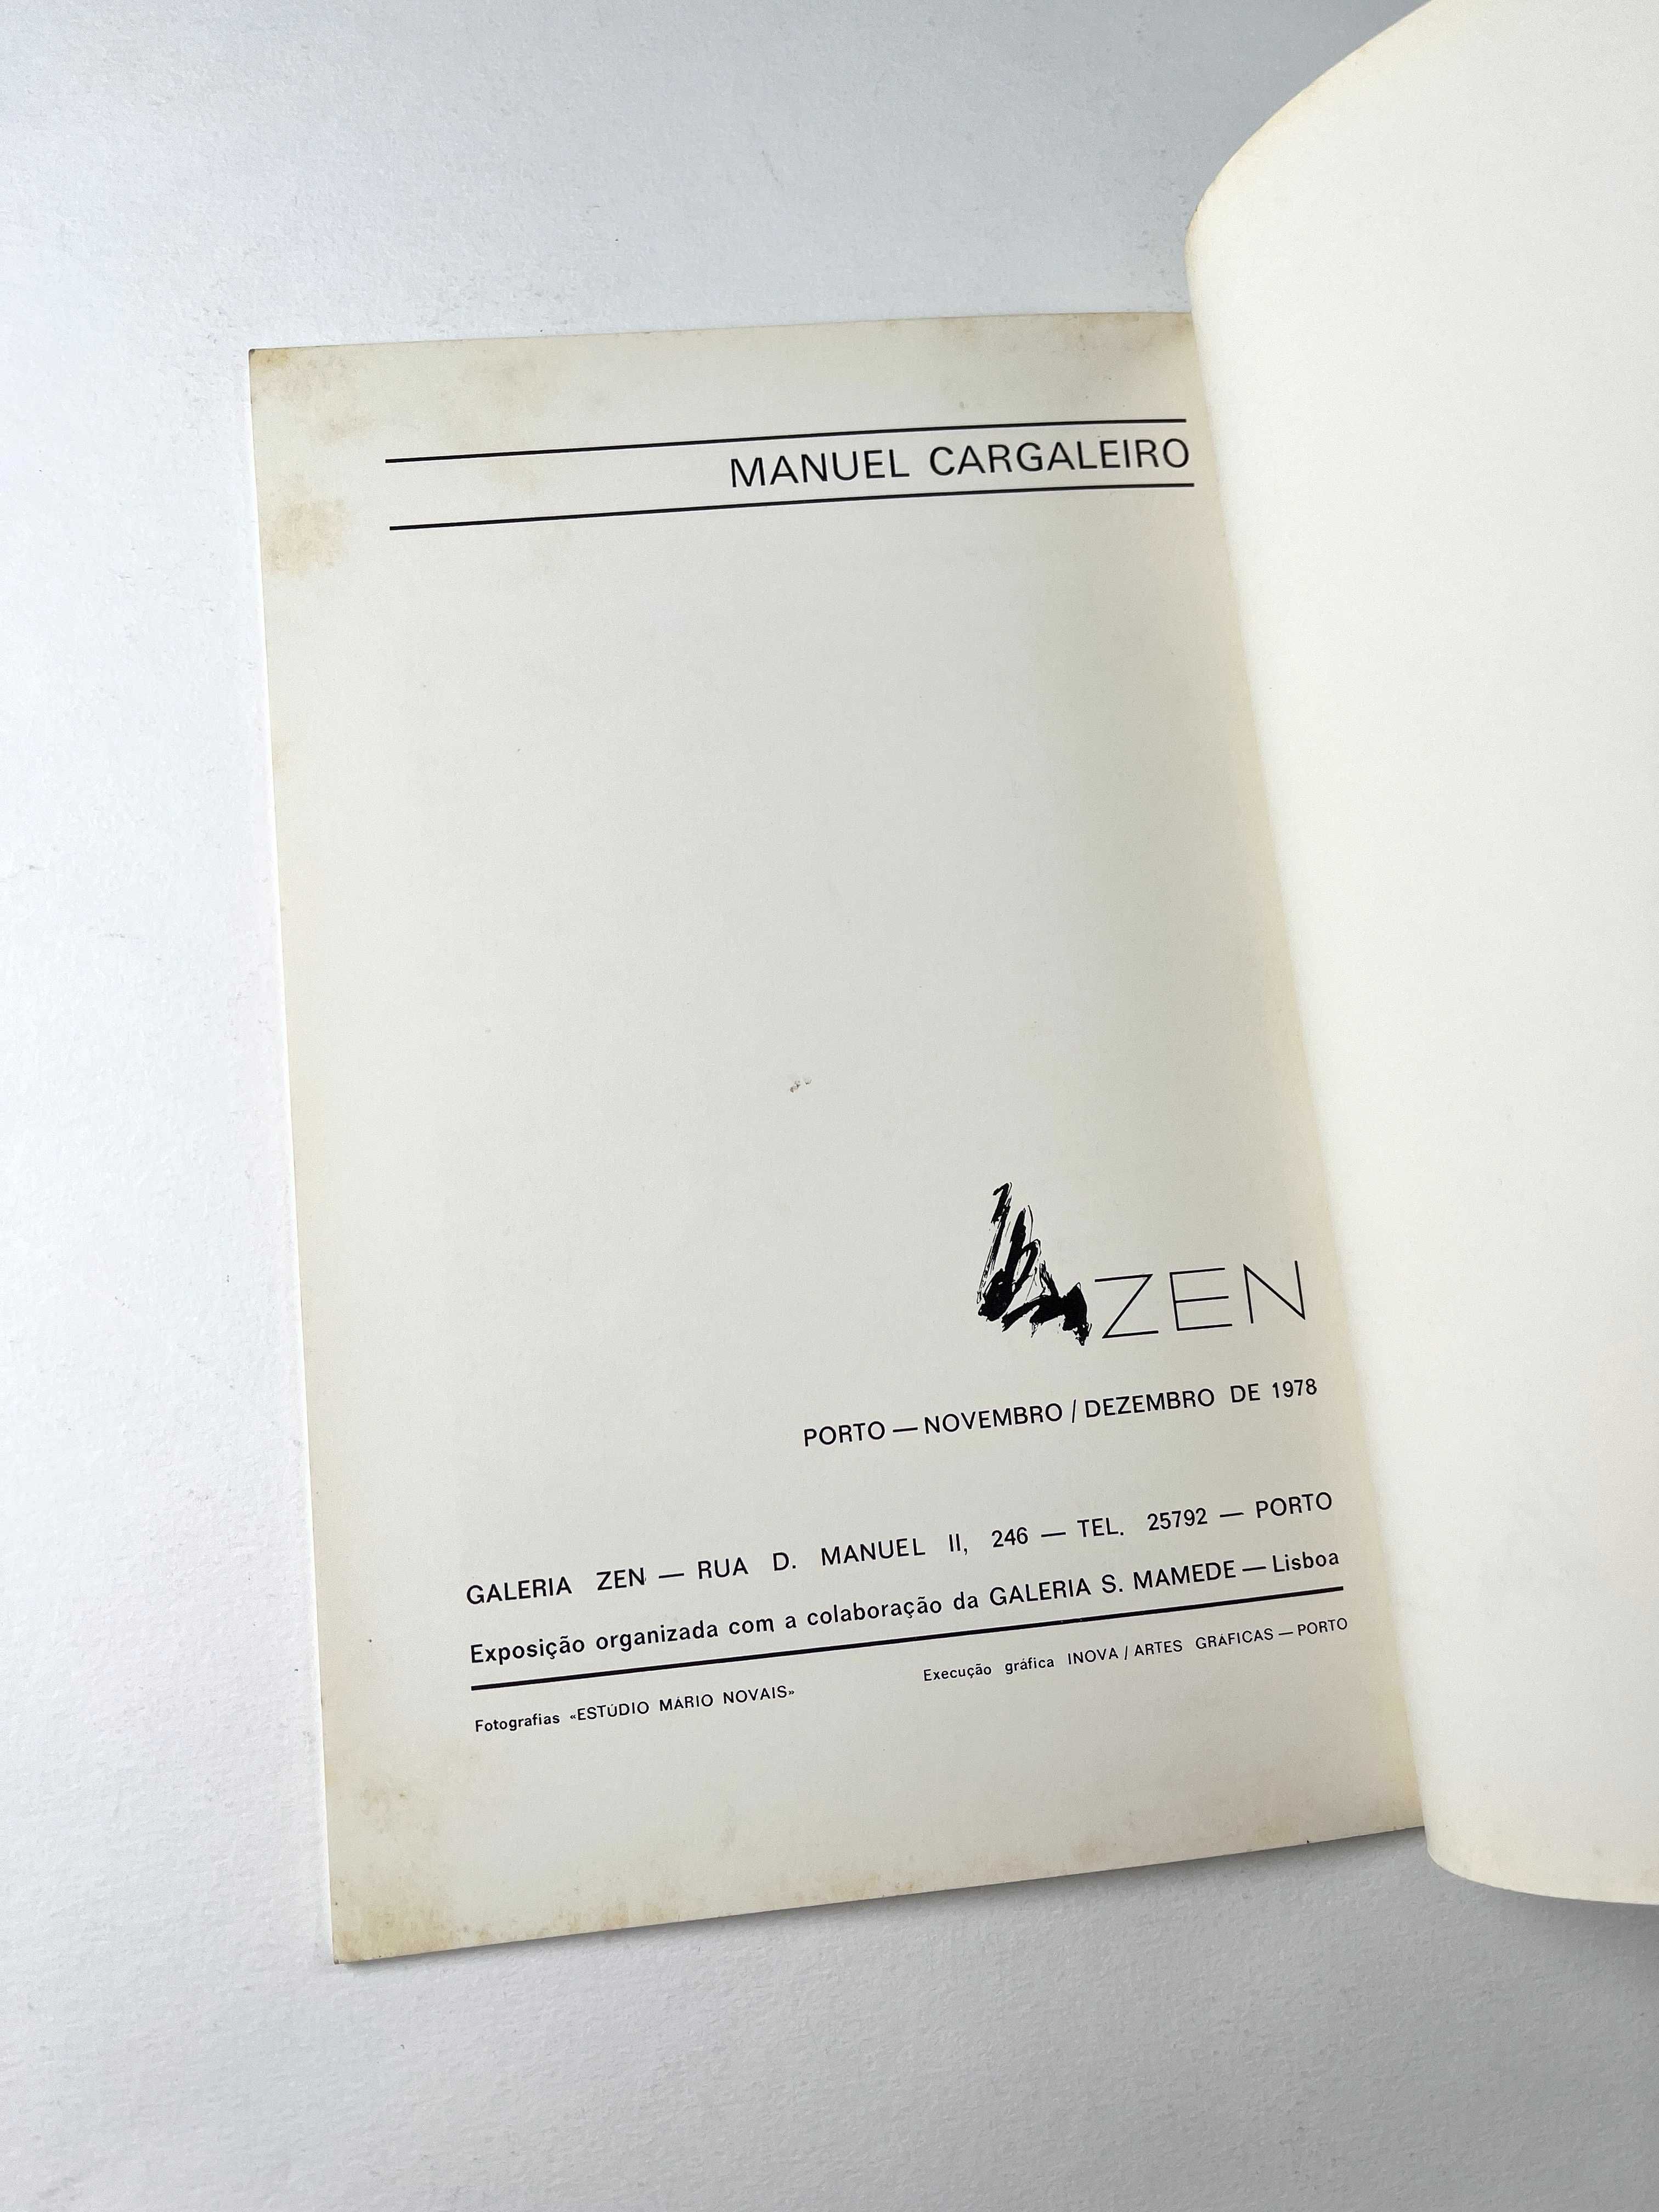 MANUEL CARGALEIRO
ZEN
PORTO — NOVEMBRO / DEZEMBRO DE 1978
GALERIA ZEN — RUA D. MANUEL II, 246 — TEL. 25792 — PORTO
Exposição organizada com a colaboração da GALERIA S. MAMEDE — Lisboa
Fotografias «ESTÚDIO MÁRIO NOVAIS» Execução gráfica INOVA / ARTES GRÁFICAS — PORTO